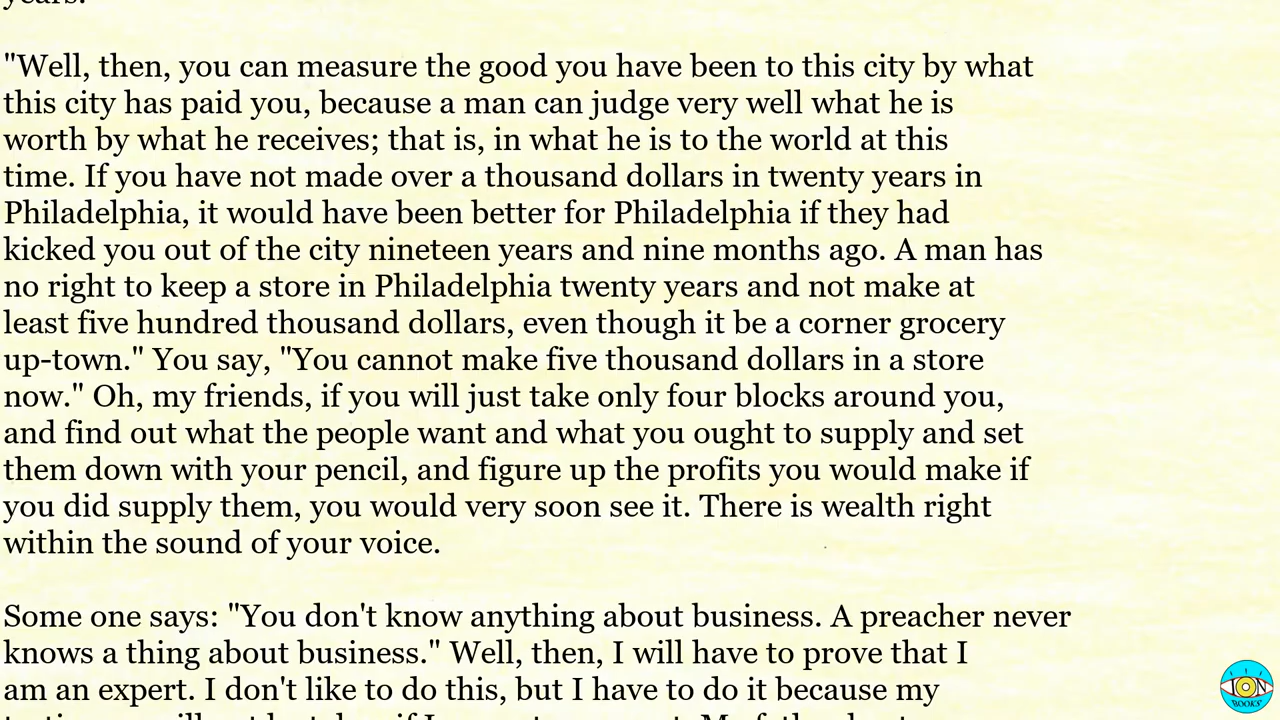 years.
"Well, then, you can measure the good you have been to this city by what
this city has paid you, because a man can judge very well what he is
worth by what he receives; that is, in what he is to the world at this
time. If you have not made over a thousand dollars in twenty years in
Philadelphia, it would have been better for Philadelphia if they had
kicked you out of the city nineteen years and nine months ago. A man has
no right to keep a store in Philadelphia twenty years and not make at
least five hundred thousand dollars, even though it be a corner grocery
up-town." You say, "You cannot make five thousand dollars in a store
now." Oh, my friends, if you will just take only four blocks around you,
and find out what the people want and what you ought to supply and set
them down with your pencil, and figure up the profits you would make if
you did supply them, you would very soon see it. There is wealth right
within the sound of your voice.
Some one says: "You don't know anything about business. A preacher never
knows a thing about business." Well, then, I will have to prove that I
am an expert. I don't like to do this, but I have to do it because my
ION
BOOKS